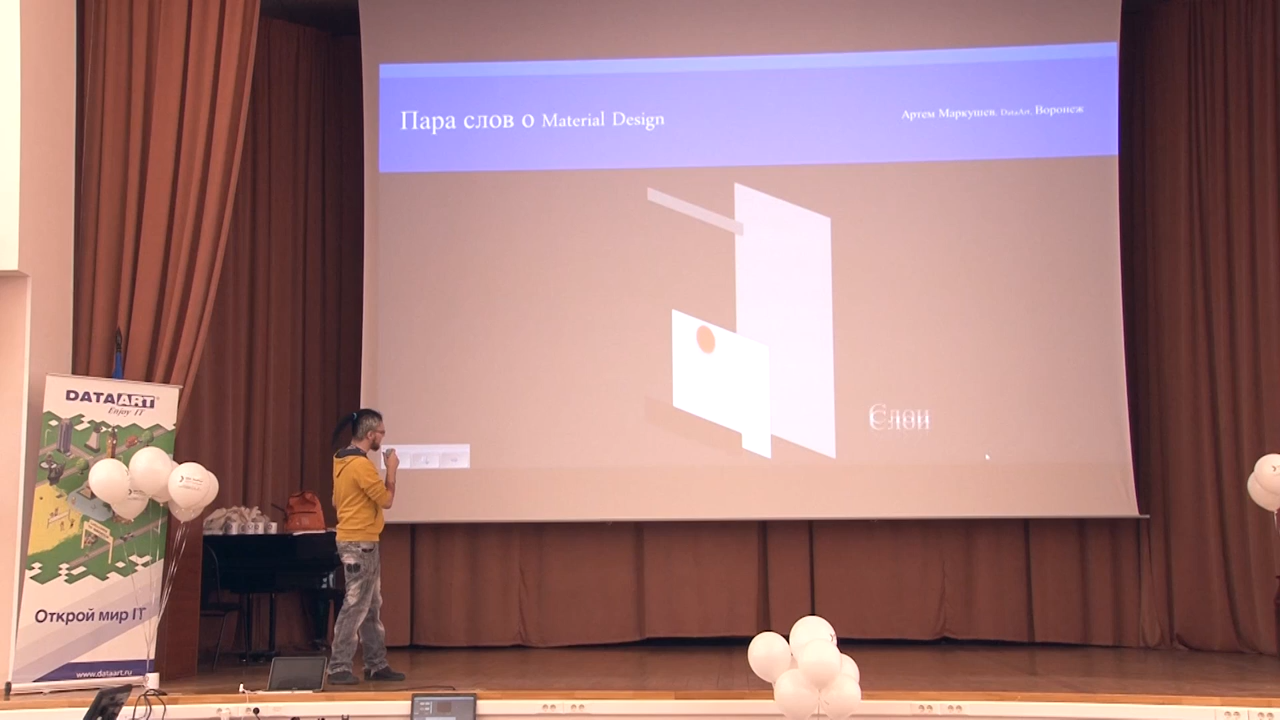 Пара слов о Material Design
Артем Маркушев, DataArt, Воронеж
Слои
DATAART
Enjoy IT
Открой мир IT
www.dataart.ru